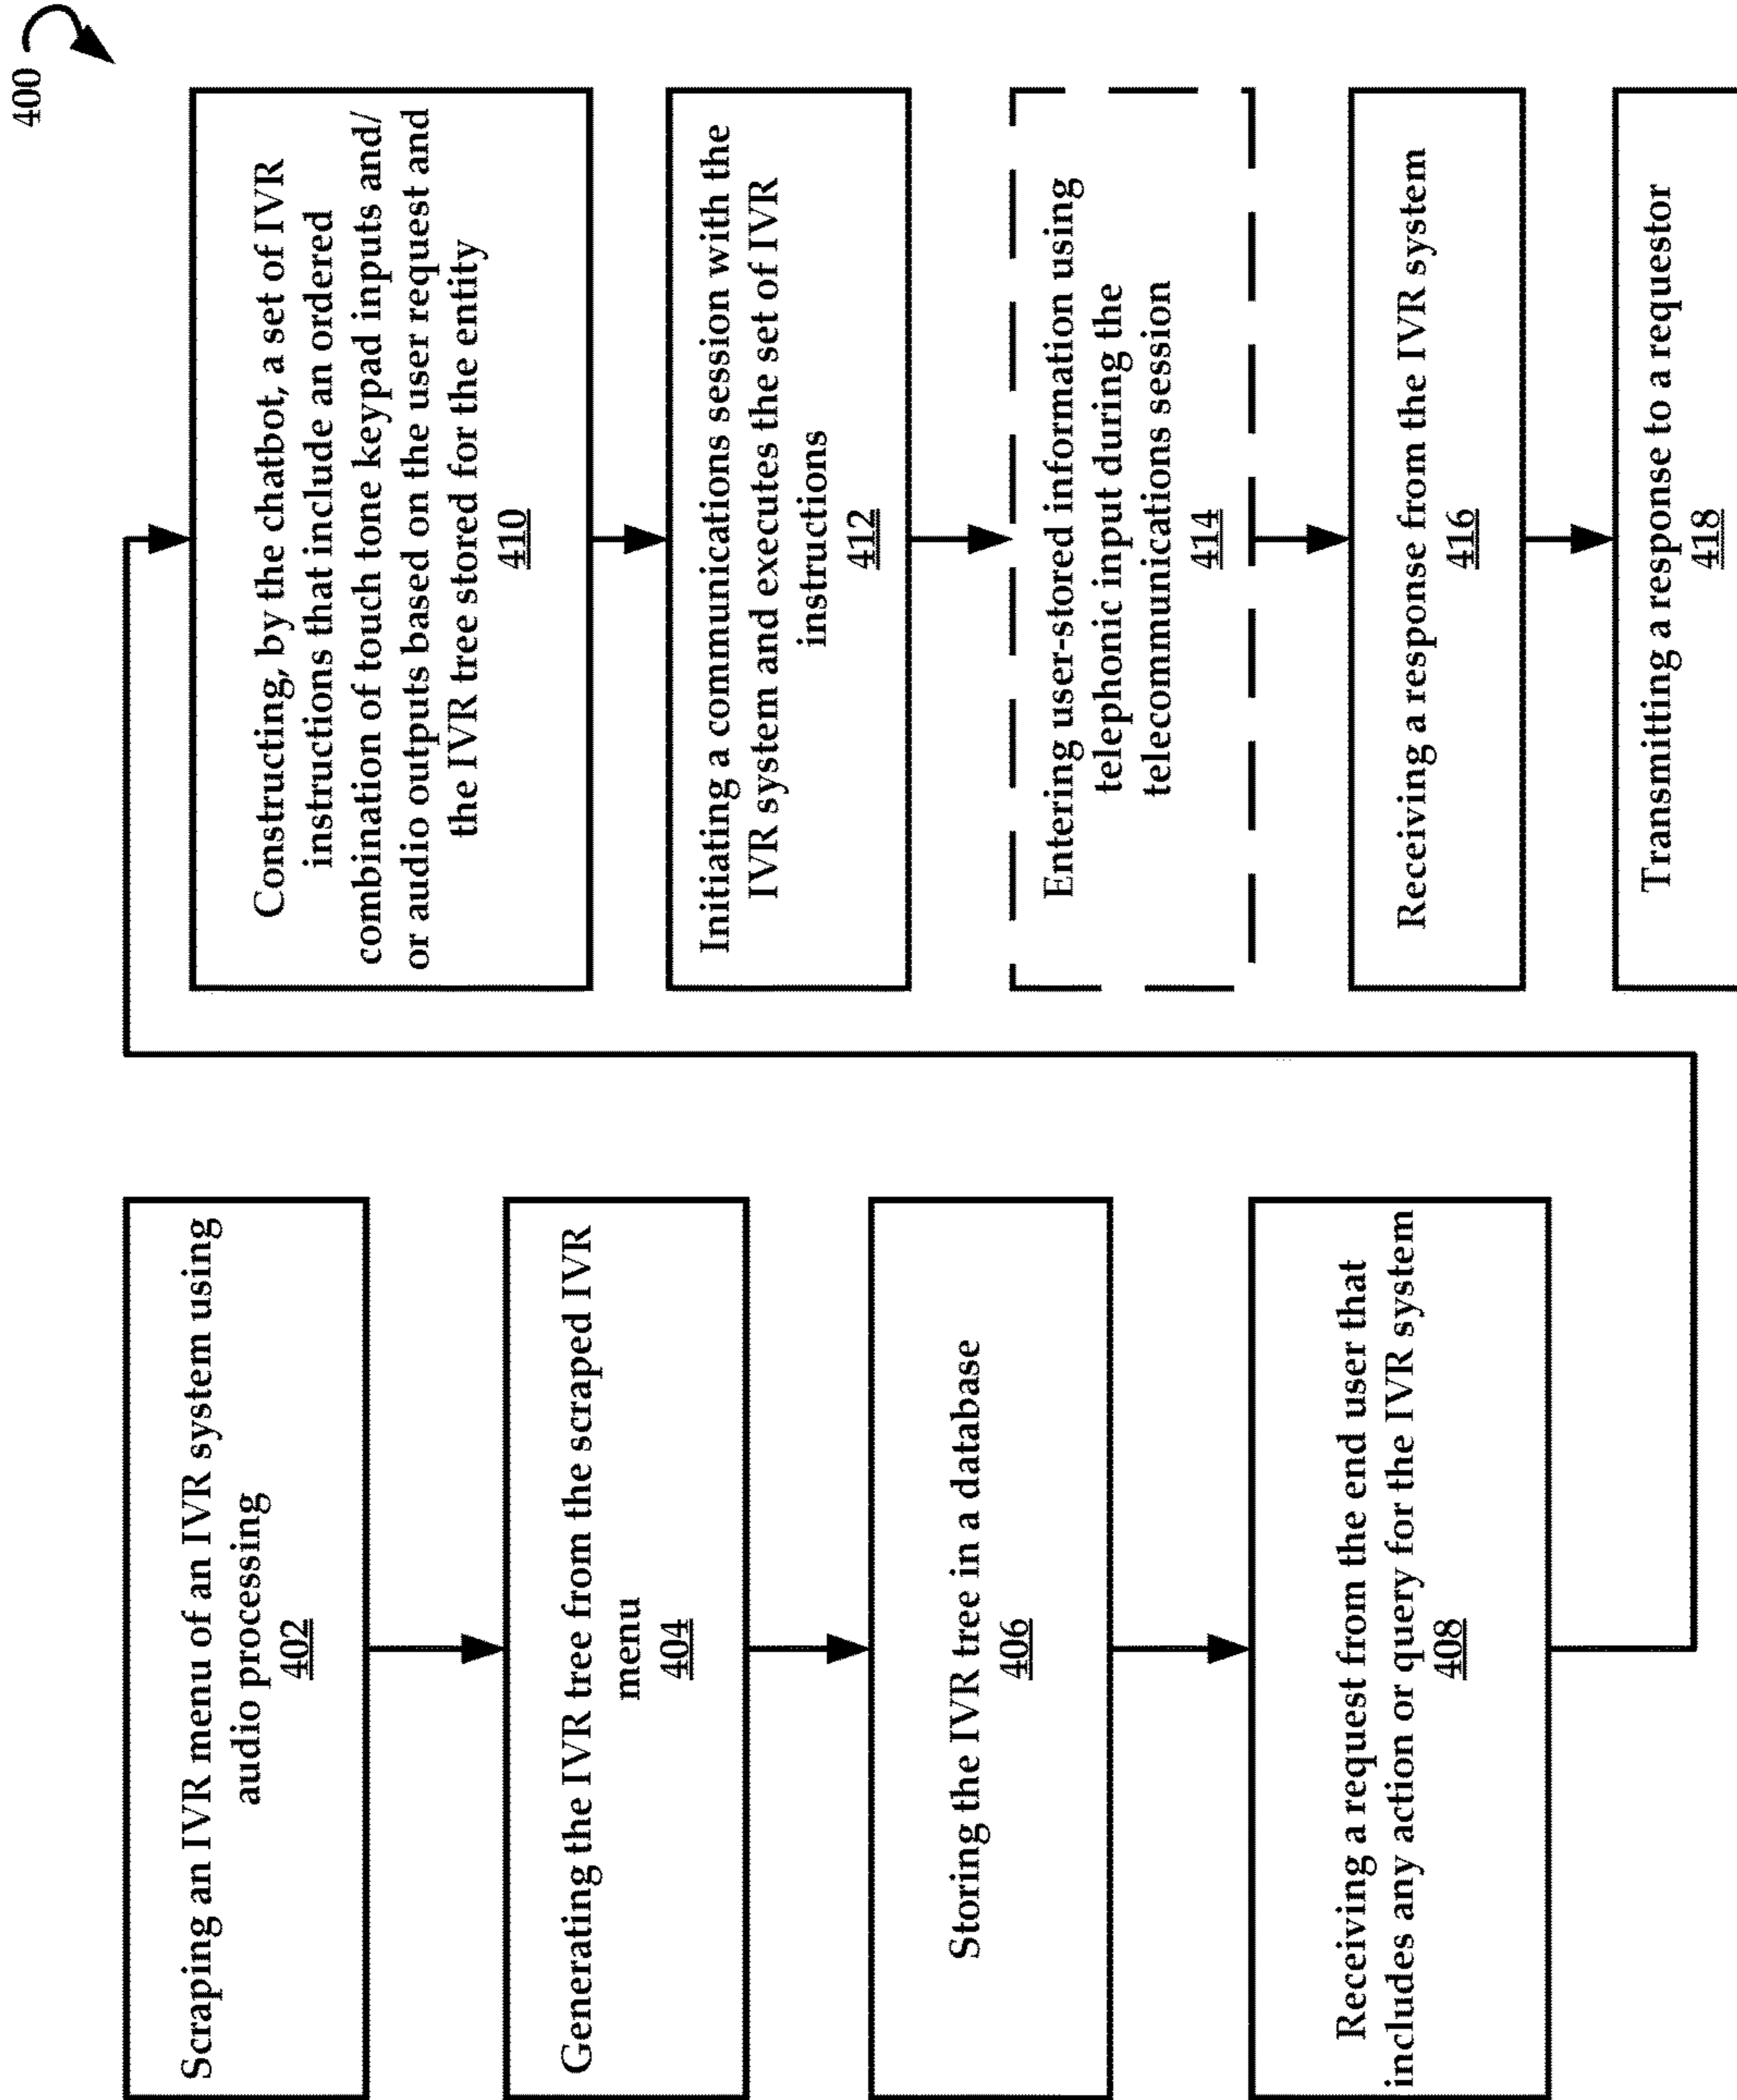 400
Scraping an IVR menu of an IVR system using
audio processing
402
Generating the IVR tree from the scraped IVR
menu
404
Storing the IVR tree in a database
406
Receiving a request from the end user that
includes any action or query for the IVR system
408
Constructing, by the chatbot, a set of IVR
instructions that include an ordered
combination of touch tone keypad inputs and/
or audio outputs based on the user request and
the IVR tree stored for the entity
410
Initiating a communications session with the
IVR system and executes the set of IVR
instructions
412
Entering user-stored information using
telephonic input during the
telecommunications session
414
Receiving a response from the IVR system
416
Transmitting a response to a requestor
418